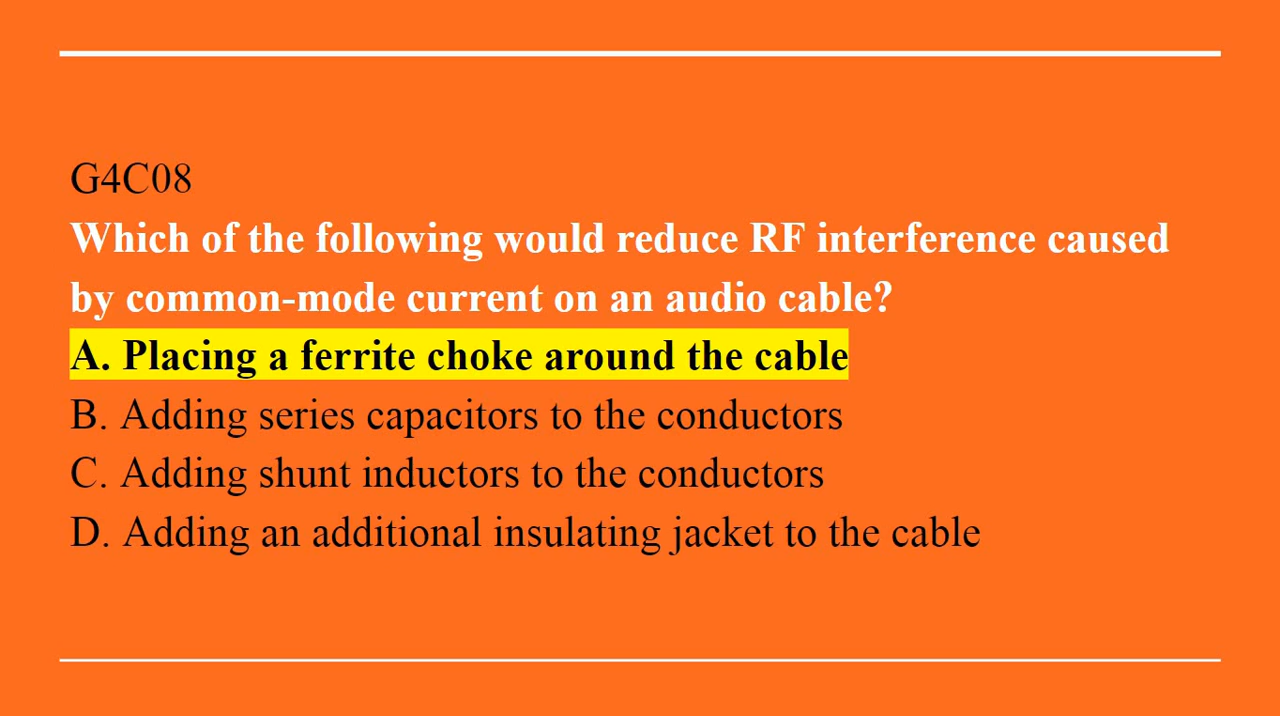 G4C08
Which of the following would reduce RF interference caused
by common-mode current on an audio cable?
A. Placing a ferrite choke around the cable
B. Adding series capacitors to the conductors
C. Adding shunt inductors to the conductors
D. Adding an additional insulating jacket to the cable